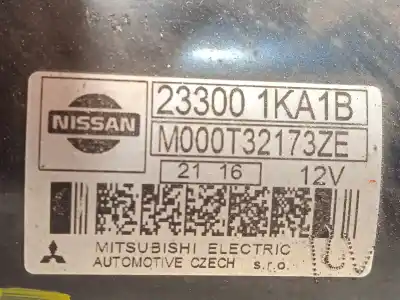 NISSAN
23300 1KA1B
M000T32173ZE
21 16 12V
MITSUBISHI ELECTRIC
AUTOMOTIVE CZECH s.r.o.